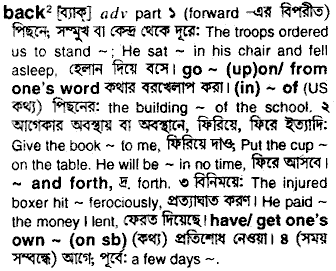 back² [ব্যাক্] adv part ১ (forward -এর বিপরীত)
পিছনে, সম্মুখ বা কেন্দ্র থেকে দূরে: The troops ordered
us to stand ~; He sat ~ in his chair and fell
asleep, হেলান দিয়ে বসে। go ~ (up)on/ from
one's word কথার বরখেলাপ করা। (in) ~ of (US
কথ্য) পিছনের: the building ~ of the school. ২
আগেকার অবস্থায় বা অবস্থানে, ফিরিয়ে, ফিরে ইত্যাদি:
Give the book ~ to me, ফিরিয়ে দাও; Put the cup ~
on the table. He will be ~ in no time, ফিরে আসবে।
~ and forth, দ্র. forth. ৩ বিনিময়ে: The injured
boxer hit ~ ferociously, প্রত্যাঘাত করণ। He paid ~
the money I lent, ফেরত দিয়েছে। have/ get one's
own ~ (on sb) (কথ্য) প্রতিশোধ নেওয়া। ৪ (সময়
সম্বন্ধে) আগে; পূর্বে: a few days ~.